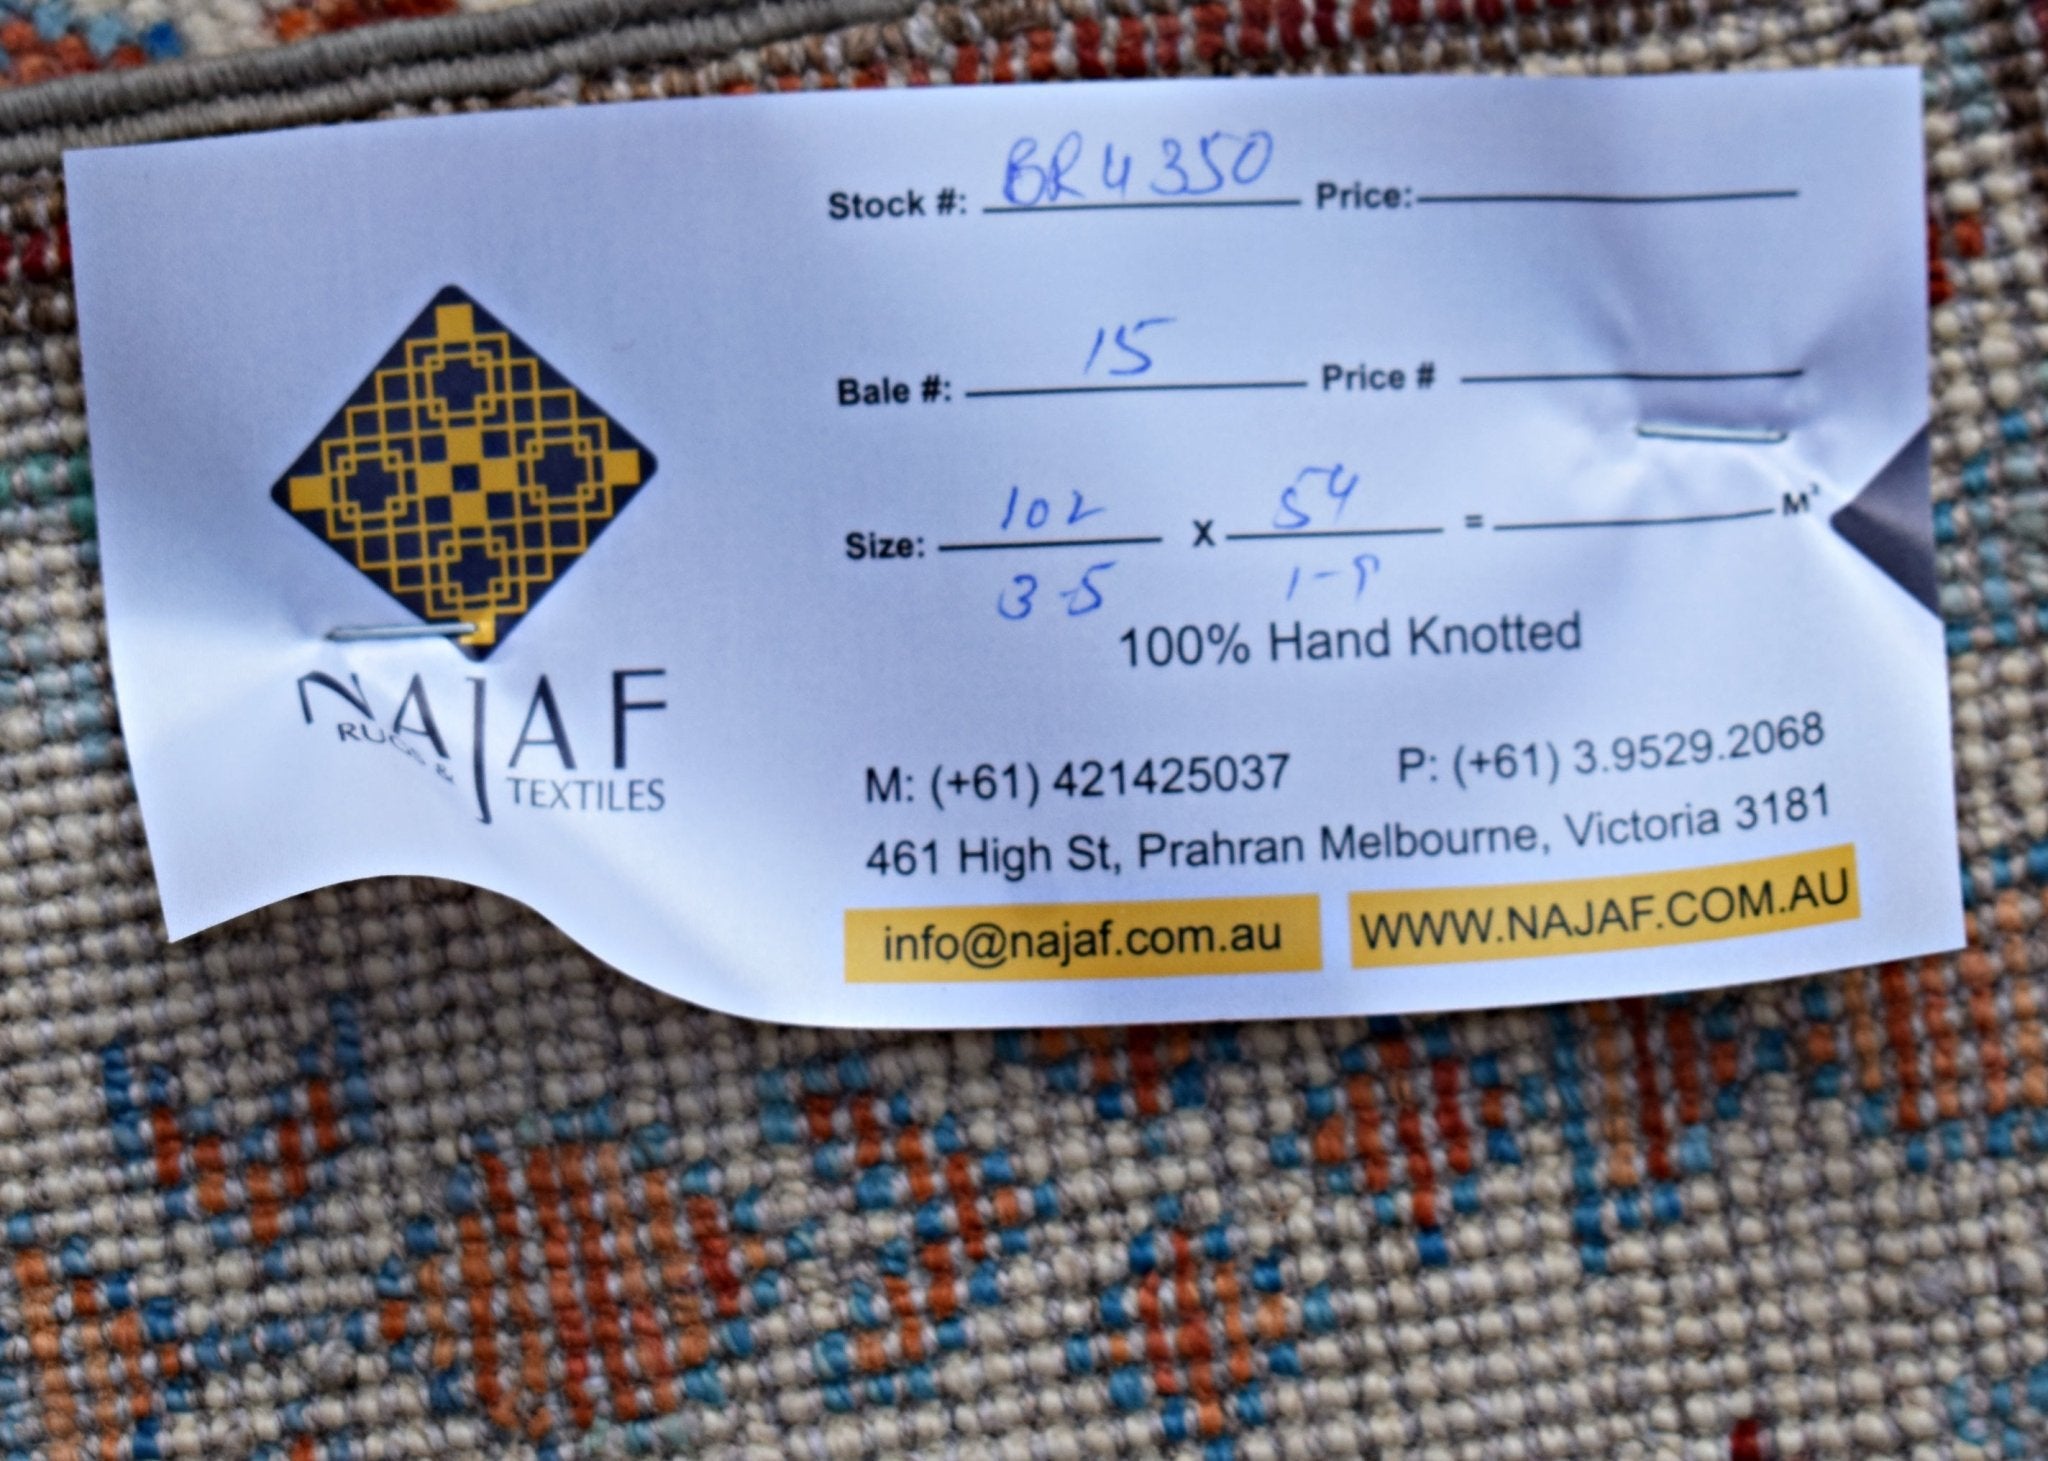 Stock #: BR4350 Price:
Bale #: 15 Price #
Size: 102 X 54 = M²
3-5 1-9
100% Hand Knotted
NAJAF
RUGS &
TEXTILES
M: (+61) 421425037 P: (+61) 3.9529.2068
461 High St, Prahran Melbourne, Victoria 3181
info@najaf.com.au WWW.NAJAF.COM.AU